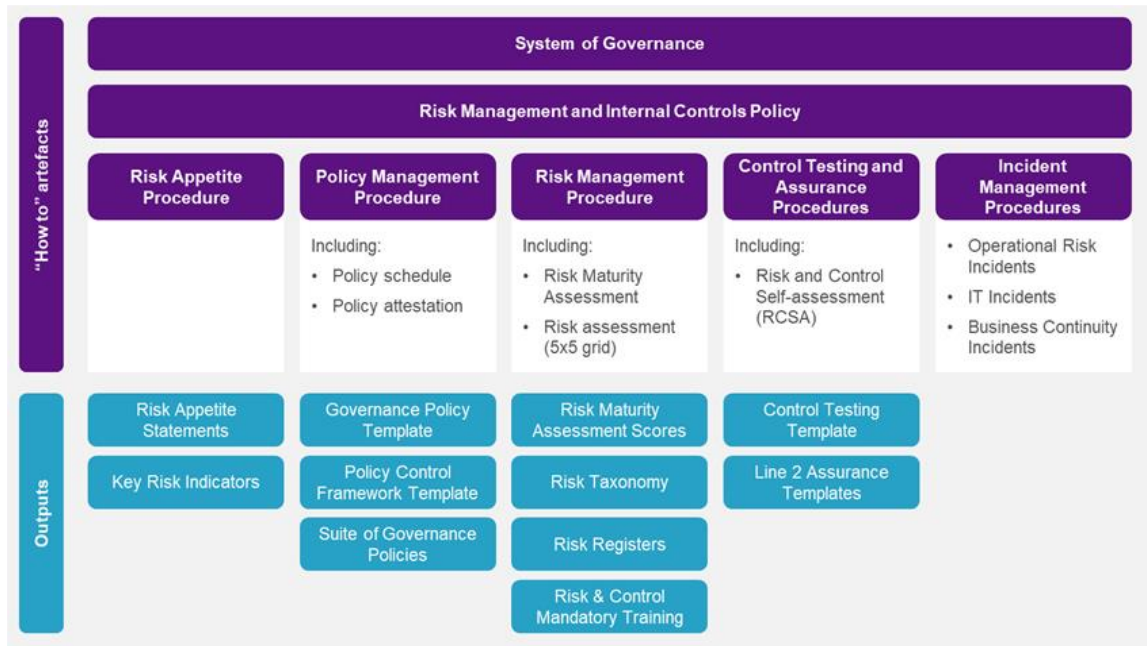 "How to" artefacts
System of Governance
Risk Management and Internal Controls Policy
Risk Appetite
Procedure
Policy Management
Procedure
Including:
• Policy schedule
• Policy attestation
Risk Management
Procedure
Including:
• Risk Maturity
Assessment
• Risk assessment
(5x5 grid)
Control Testing and
Assurance
Procedures
Including:
• Risk and Control
Self-assessment
(RCSA)
Incident
Management
Procedures
• Operational Risk
Incidents
• IT Incidents
• Business Continuity
Incidents
Outputs
Risk Appetite
Statements
Key Risk Indicators
Governance Policy
Template
Policy Control
Framework Template
Suite of Governance
Policies
Risk Maturity
Assessment Scores
Risk Taxonomy
Risk Registers
Risk & Control
Mandatory Training
Control Testing
Template
Line 2 Assurance
Templates